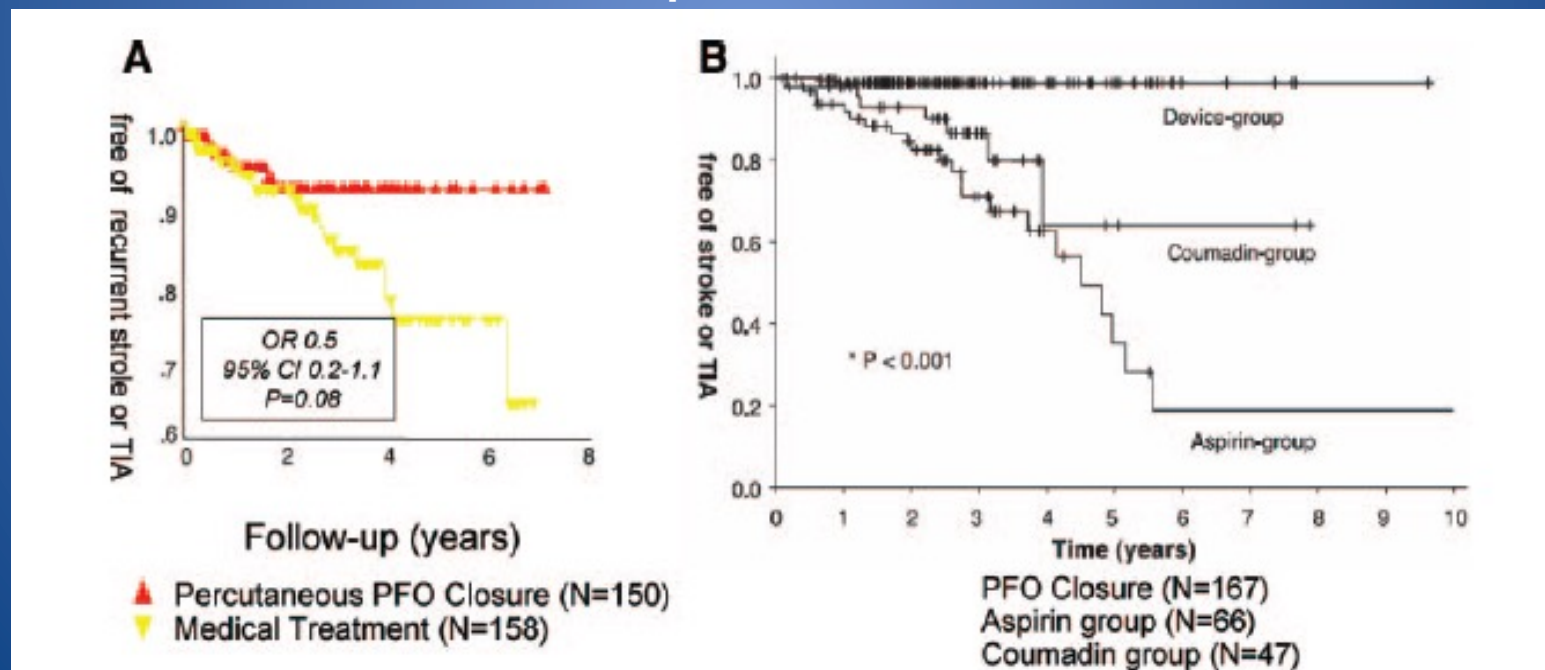 A
free of recurrent strole or TIA
1.0
.9
.8
.7
.6
0 2 4 6 8
OR 0.5
95% CI 0.2-1.1
P=0.08
Follow-up (years)
Percutaneous PFO Closure (N=150)
Medical Treatment (N=158)
B
free of stroke or TIA
1.0
0.8
0.6
0.4
0.2
0.0
0 1 2 3 4 5 6 7 8 9 10
Device-group
Coumadin-group
* P < 0.001
Aspirin-group
Time (years)
PFO Closure (N=167)
Aspirin group (N=66)
Coumadin group (N=47)